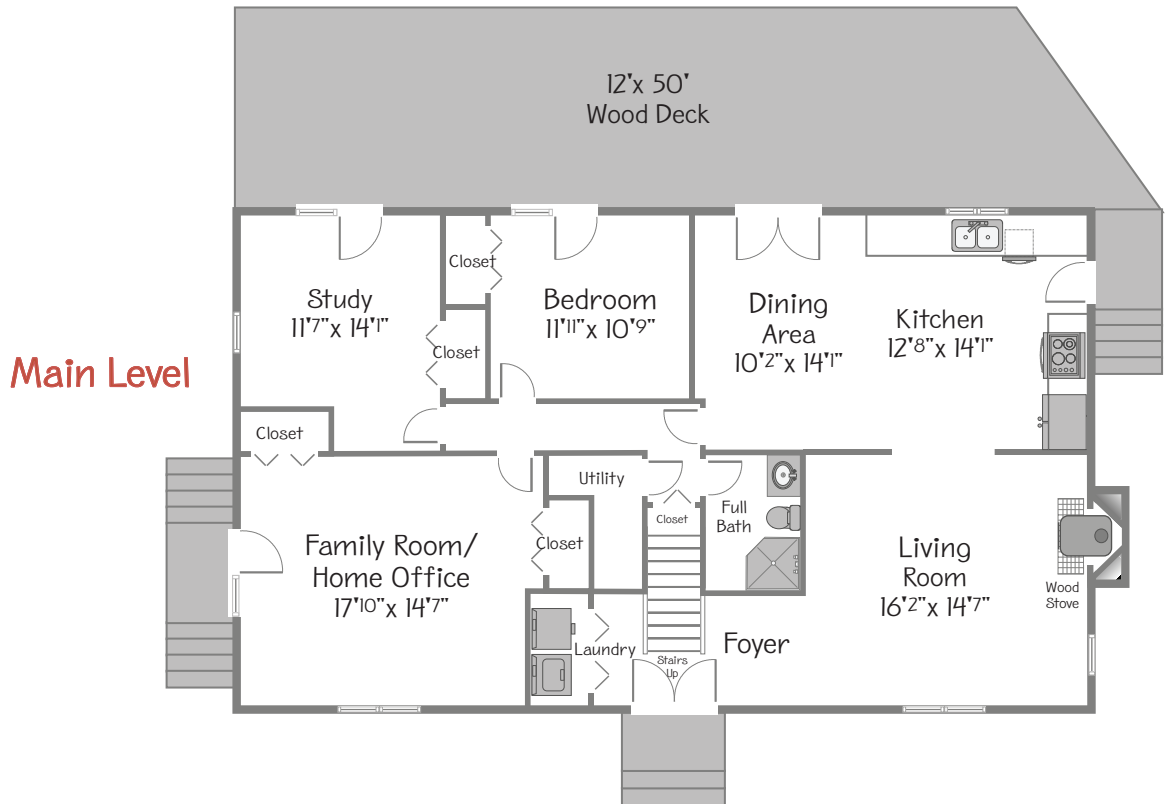 12'x 50'
Wood Deck
Closet
Study
11'7"x 14'1"
Bedroom
11'11"x 10'9"
Dining
Area
10'2"x 14'1"
Kitchen
12'8"x 14'1"
Closet
Main Level
Closet
Utility
Full
Bath
Closet
Family Room/
Home Office
17'10"x 14'7"
Closet
Living
Room
16'2"x 14'7"
Wood
Stove
Laundry
Foyer
Stairs
Up